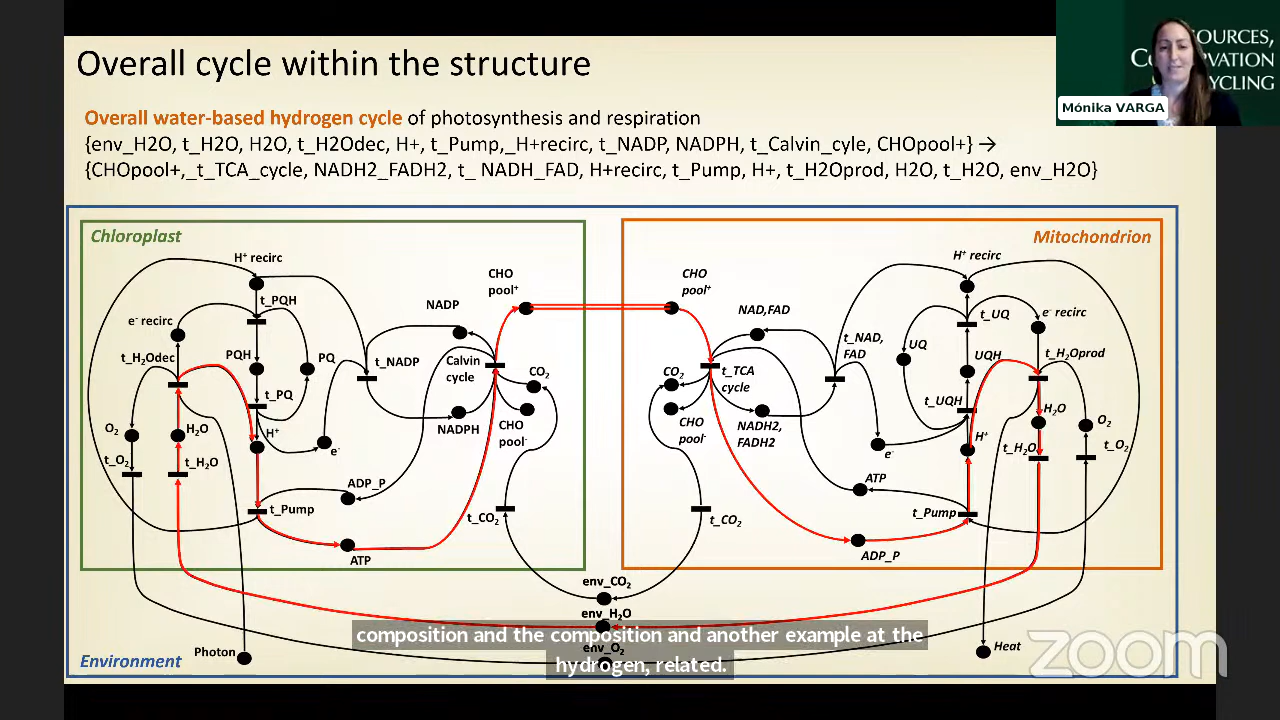 Overall cycle within the structure
OURCES,
CO RVATION
YCLING
Mónika VARGA
Overall water-based hydrogen cycle of photosynthesis and respiration
{env_H2O, t_H2O, H2O, t_H2Odec, H+, t_Pump,_H+recirc, t_NADP, NADPH, t_Calvin_cyle, CHOpool+} →
{CHOpool+,_t_TCA_cycle, NADH2_FADH2, t_ NADH_FAD, H+recirc, t_Pump, H+, t_H2Oprod, H2O, t_H2O, env_H2O}
Chloroplast
H⁺ recirc
t_PQH
e⁻ recirc
t_H₂Odec
PQH
PQ
t_PQ
H⁺
e⁻
O₂
H₂O
t_O₂
t_H₂O
t_Pump
ADP_P
ATP
NADP
t_NADP
NADPH
Calvin
cycle
CHO
pool⁺
CO₂
CHO
pool⁻
t_CO₂
Mitochondrion
CHO
pool⁺
NAD,FAD
t_TCA
cycle
CO₂
CHO
pool⁻
NADH2,
FADH2
t_NAD,
FAD
H⁺ recirc
t_UQ
e⁻ recirc
UQ
UQH
t_H₂Oprod
t_UQH
H₂O
O₂
H⁺
e⁻
t_H₂O
t_O₂
ATP
t_Pump
ADP_P
t_CO₂
env_CO₂
env_H₂O
env_O₂
Photon
Heat
Environment
composition and the composition and another example at the
hydrogen, related.
zoom